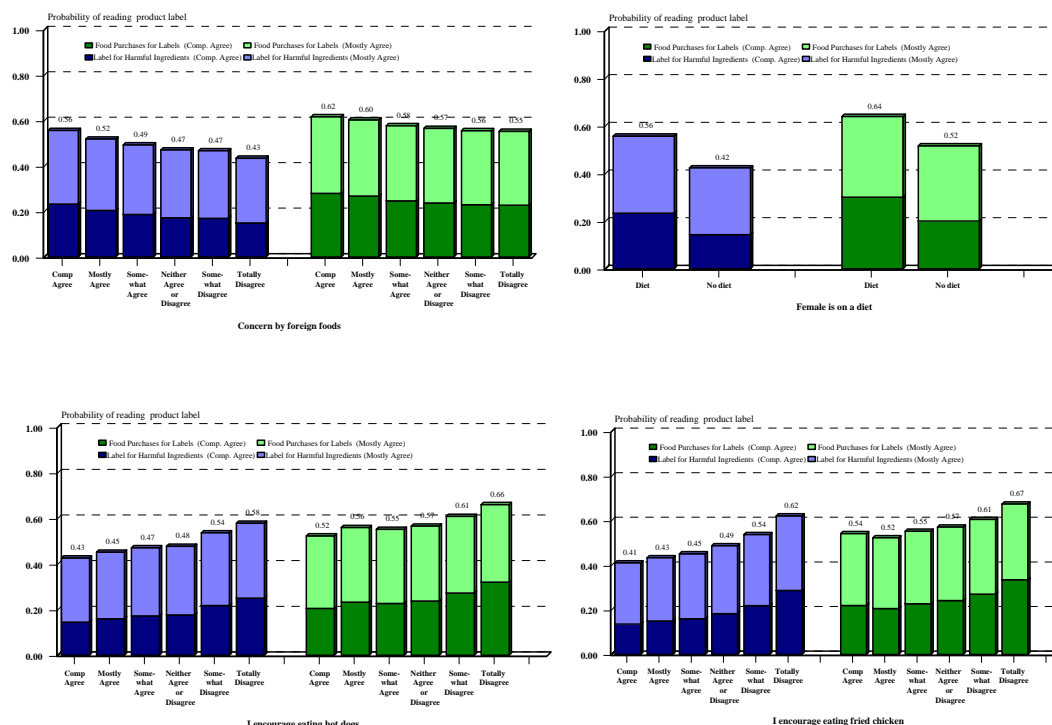 Probability of reading product label
1.00
0.80
0.60
0.40
0.20
0.00
Food Purchases for Labels (Comp. Agree)
Food Purchases for Labels (Mostly Agree)
Label for Harmful Ingredients (Comp. Agree)
Label for Harmful Ingredients (Mostly Agree)
0.56
0.52
0.49
0.47
0.47
0.43
0.62
0.60
0.58
0.57
0.56
0.55
Comp Agree
Mostly Agree
Some-what Agree
Neither Agree or Disagree
Some-what Disagree
Totally Disagree
Comp Agree
Mostly Agree
Some-what Agree
Neither Agree or Disagree
Some-what Disagree
Totally Disagree
Concern by foreign foods
Probability of reading product label
1.00
0.80
0.60
0.40
0.20
0.00
Food Purchases for Labels (Comp. Agree)
Food Purchases for Labels (Mostly Agree)
Label for Harmful Ingredients (Comp. Agree)
Label for Harmful Ingredients (Mostly Agree)
0.56
0.42
0.64
0.52
Diet
No diet
Diet
No diet
Female is on a diet
Probability of reading product label
1.00
0.80
0.60
0.40
0.20
0.00
Food Purchases for Labels (Comp. Agree)
Food Purchases for Labels (Mostly Agree)
Label for Harmful Ingredients (Comp. Agree)
Label for Harmful Ingredients (Mostly Agree)
0.43
0.45
0.47
0.48
0.54
0.58
0.52
0.56
0.55
0.57
0.61
0.66
Comp Agree
Mostly Agree
Some-what Agree
Neither Agree or Disagree
Some-what Disagree
Totally Disagree
Comp Agree
Mostly Agree
Some-what Agree
Neither Agree or Disagree
Some-what Disagree
Totally Disagree
I encourage eating hot dogs
Probability of reading product label
1.00
0.80
0.60
0.40
0.20
0.00
Food Purchases for Labels (Comp. Agree)
Food Purchases for Labels (Mostly Agree)
Label for Harmful Ingredients (Comp. Agree)
Label for Harmful Ingredients (Mostly Agree)
0.41
0.43
0.45
0.49
0.54
0.62
0.54
0.52
0.55
0.57
0.61
0.67
Comp Agree
Mostly Agree
Some-what Agree
Neither Agree or Disagree
Some-what Disagree
Totally Disagree
Comp Agree
Mostly Agree
Some-what Agree
Neither Agree or Disagree
Some-what Disagree
Totally Disagree
I encourage eating fried chicken